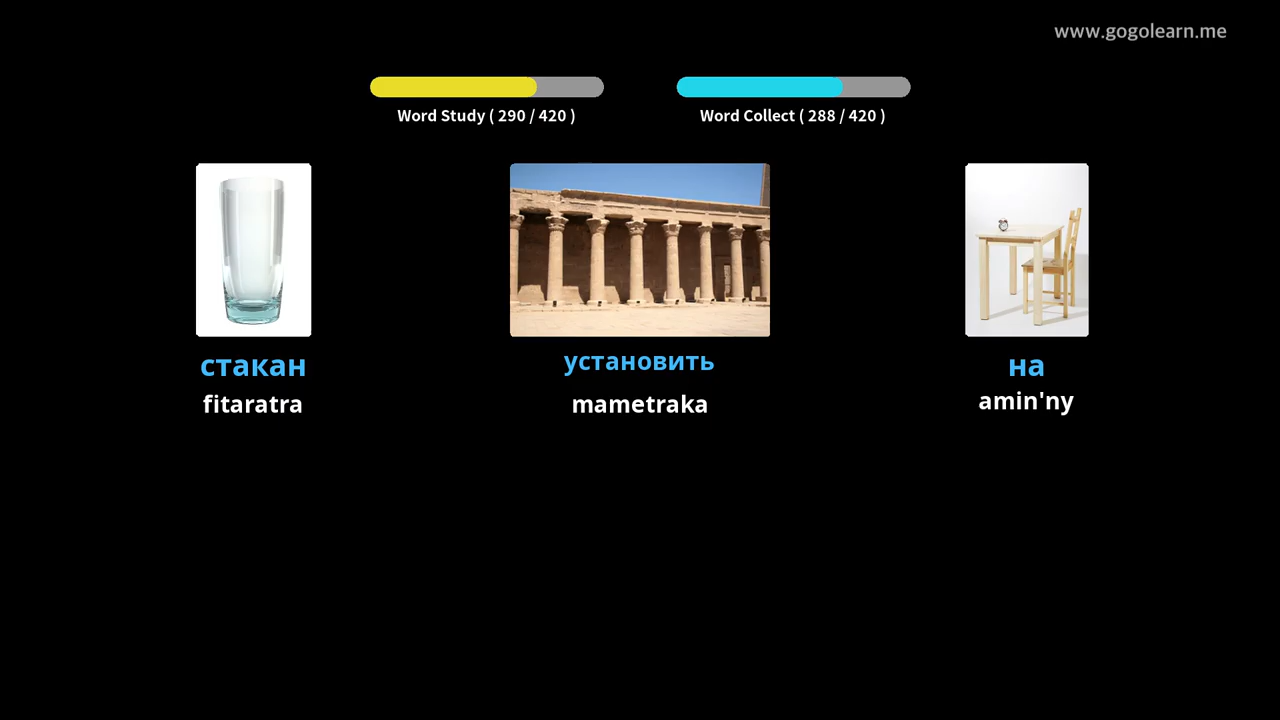 www.gogolearn.me
Word Study ( 290 / 420 )
Word Collect ( 288 / 420 )
стакан
fitaratra
установить
mametraka
на
amin'ny